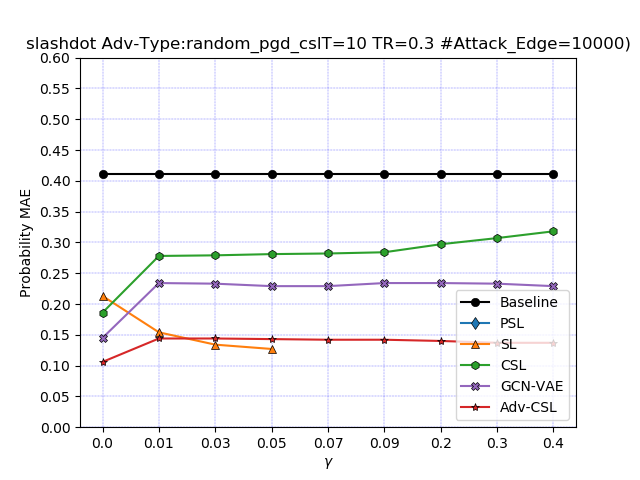 slashdot Adv-Type:random_pgd_cslT=10 TR=0.3 #Attack_Edge=10000)
0.60
0.55
0.50
0.45
0.40
0.35
0.30
0.25
0.20
0.15
0.10
0.05
0.00
Probability MAE
Baseline
PSL
SL
CSL
GCN-VAE
Adv-CSL
0.0 0.01 0.03 0.05 0.07 0.09 0.2 0.3 0.4
γ